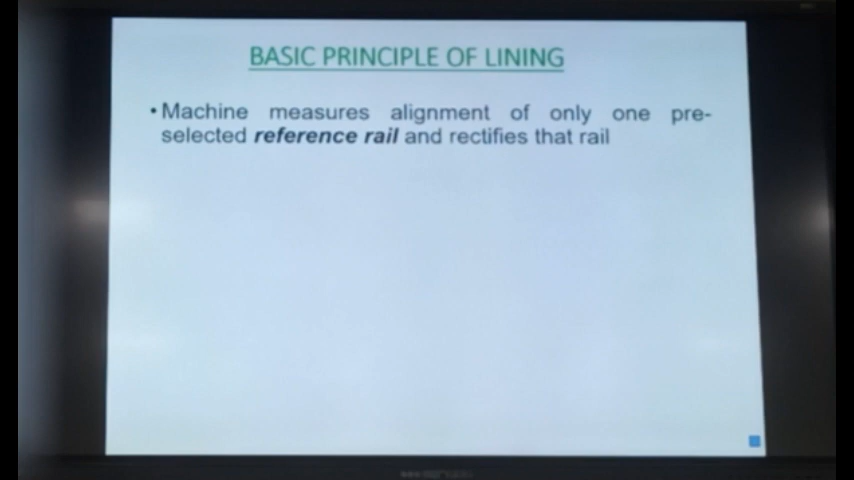 BASIC PRINCIPLE OF LINING
• Machine measures alignment of only one pre-
selected reference rail and rectifies that rail